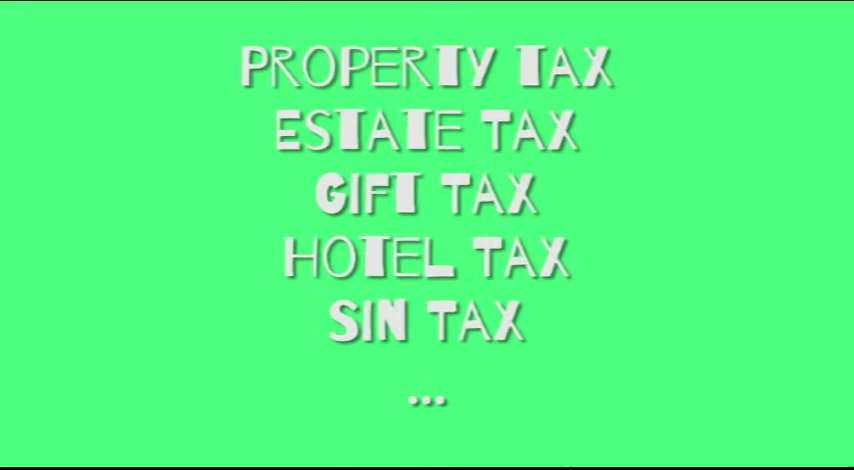 PROPERTY TAX
ESTATE TAX
GIFT TAX
HOTEL TAX
SIN TAX
...